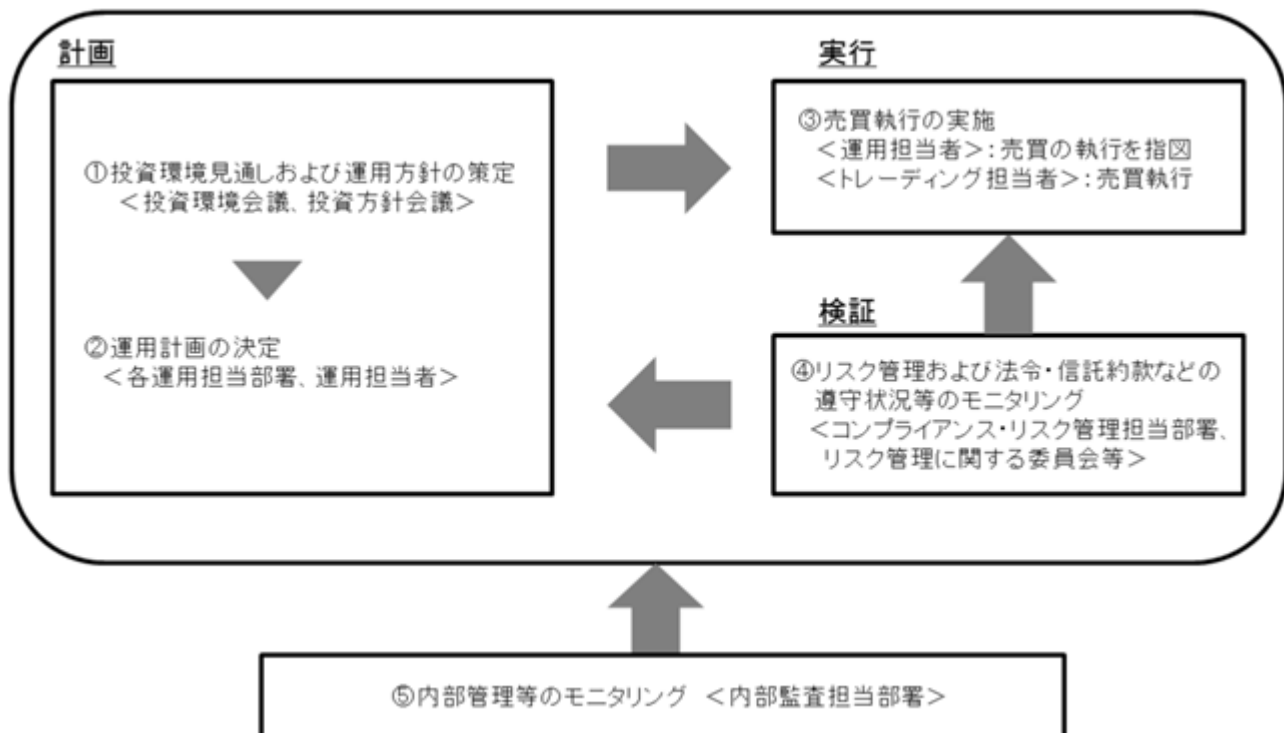 計画
①投資環境見通しおよび運用方針の策定
＜投資環境会議、投資方針会議＞
②運用計画の決定
＜各運用担当部署、運用担当者＞
実行
③売買執行の実施
＜運用担当者＞：売買の執行を指図
＜トレーディング担当者＞：売買執行
検証
④リスク管理および法令・信託約款などの
遵守状況等のモニタリング
＜コンプライアンス・リスク管理担当部署、
リスク管理に関する委員会等＞
⑤内部管理等のモニタリング ＜内部監査担当部署＞